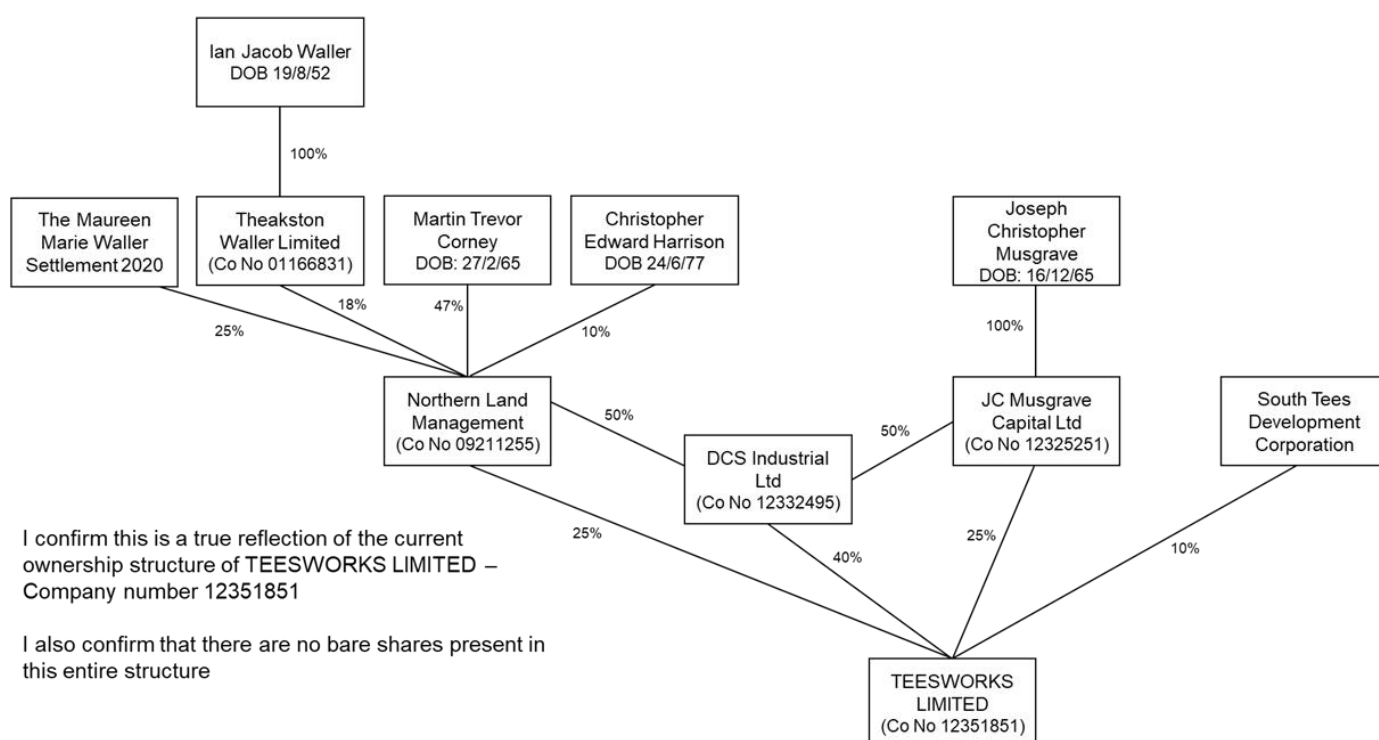 Ian Jacob Waller
DOB 19/8/52
100%
The Maureen
Marie Waller
Settlement 2020
Theakston
Waller Limited
(Co No 01166831)
Martin Trevor
Corney
DOB: 27/2/65
Christopher
Edward Harrison
DOB 24/6/77
Joseph
Christopher
Musgrave
DOB: 16/12/65
25%
18%
47%
10%
100%
Northern Land
Management
(Co No 09211255)
50%
DCS Industrial
Ltd
(Co No 12332495)
50%
JC Musgrave
Capital Ltd
(Co No 12325251)
South Tees
Development
Corporation
25%
40%
25%
10%
I confirm this is a true reflection of the current
ownership structure of TEESWORKS LIMITED –
Company number 12351851
I also confirm that there are no bare shares present in
this entire structure
TEESWORKS
LIMITED
(Co No 12351851)